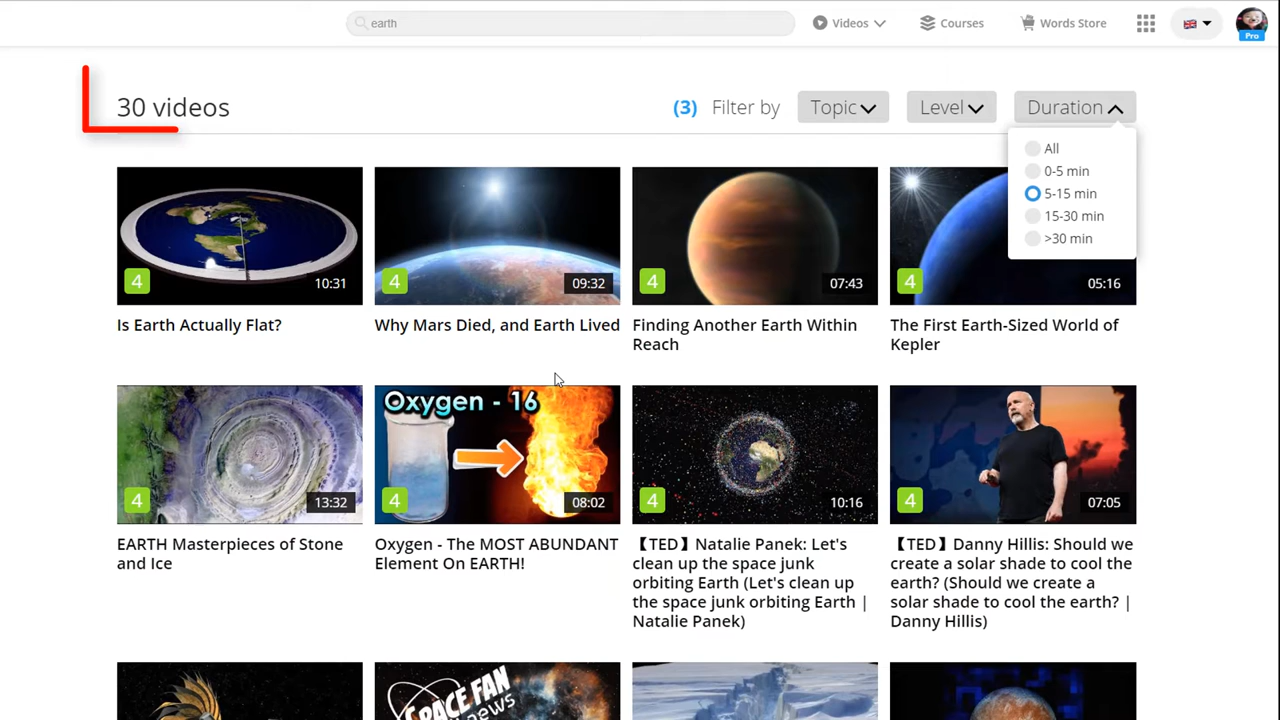 earth
Videos
Courses
Words Store
Pro
30 videos
(3) Filter by
Topic
Level
Duration
All
0-5 min
5-15 min
15-30 min
>30 min
4
10:31
4
09:32
4
07:43
4
05:16
Is Earth Actually Flat?
Why Mars Died, and Earth Lived
Finding Another Earth Within
Reach
The First Earth-Sized World of
Kepler
4
13:32
Oxygen - 16
4
08:02
4
10:16
4
07:05
EARTH Masterpieces of Stone
and Ice
Oxygen - The MOST ABUNDANT
Element On EARTH!
【TED】Natalie Panek: Let's
clean up the space junk
orbiting Earth (Let's clean up
the space junk orbiting Earth |
Natalie Panek)
【TED】Danny Hillis: Should we
create a solar shade to cool the
earth? (Should we create a
solar shade to cool the earth? |
Danny Hillis)
SPACE FAN
news